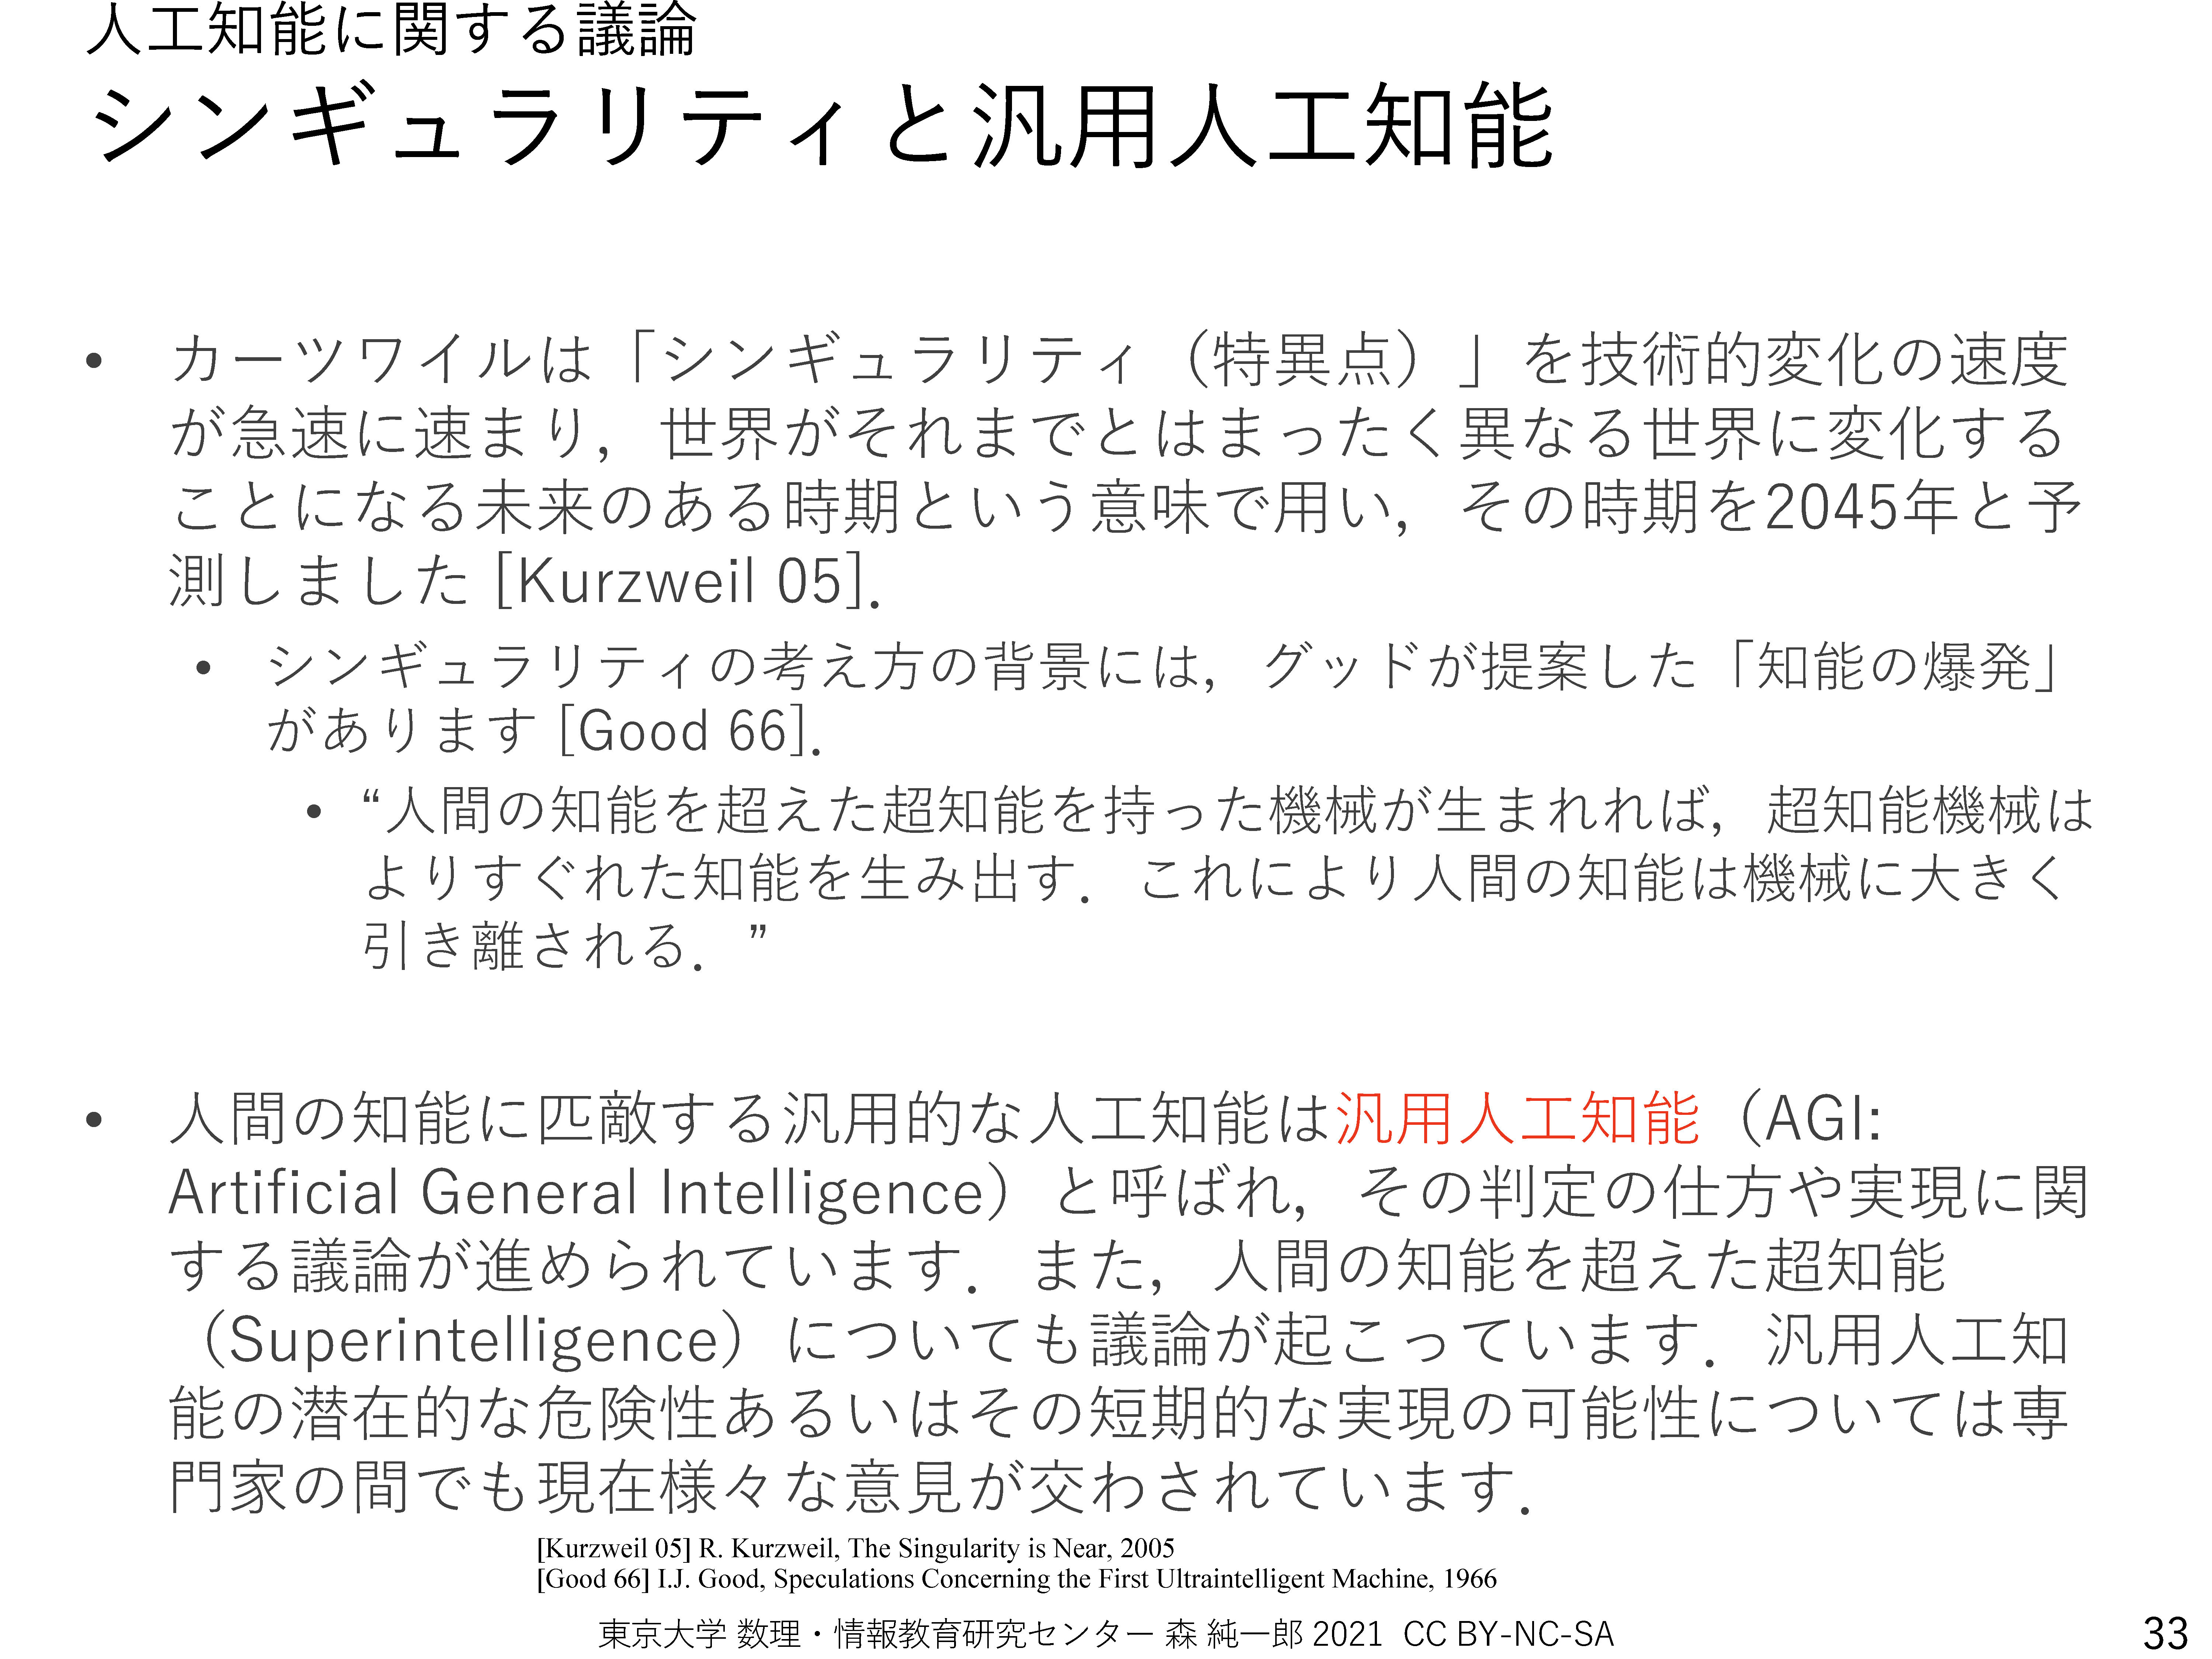 人工知能に関する議論
シンギュラリティと汎用人工知能
• カーツワイルは「シンギュラリティ（特異点）」を技術的変化の速度
が急速に速まり，世界がそれまでとはまったく異なる世界に変化する
ことになる未来のある時期という意味で用い，その時期を2045年と予
測しました [Kurzweil 05]．
• シンギュラリティの考え方の背景には，グッドが提案した「知能の爆発」
があります [Good 66]．
• “人間の知能を超えた超知能を持った機械が生まれれば，超知能機械は
よりすぐれた知能を生み出す．これにより人間の知能は機械に大きく
引き離される．”
• 人間の知能に匹敵する汎用的な人工知能は汎用人工知能（AGI:
Artificial General Intelligence）と呼ばれ，その判定の仕方や実現に関
する議論が進められています．また，人間の知能を超えた超知能
（Superintelligence）についても議論が起こっています．汎用人工知
能の潜在的な危険性あるいはその短期的な実現の可能性については専
門家の間でも現在様々な意見が交わされています．
[Kurzweil 05] R. Kurzweil, The Singularity is Near, 2005
[Good 66] I.J. Good, Speculations Concerning the First Ultraintelligent Machine, 1966
東京大学 数理・情報教育研究センター 森 純一郎 2021 CC BY-NC-SA
33